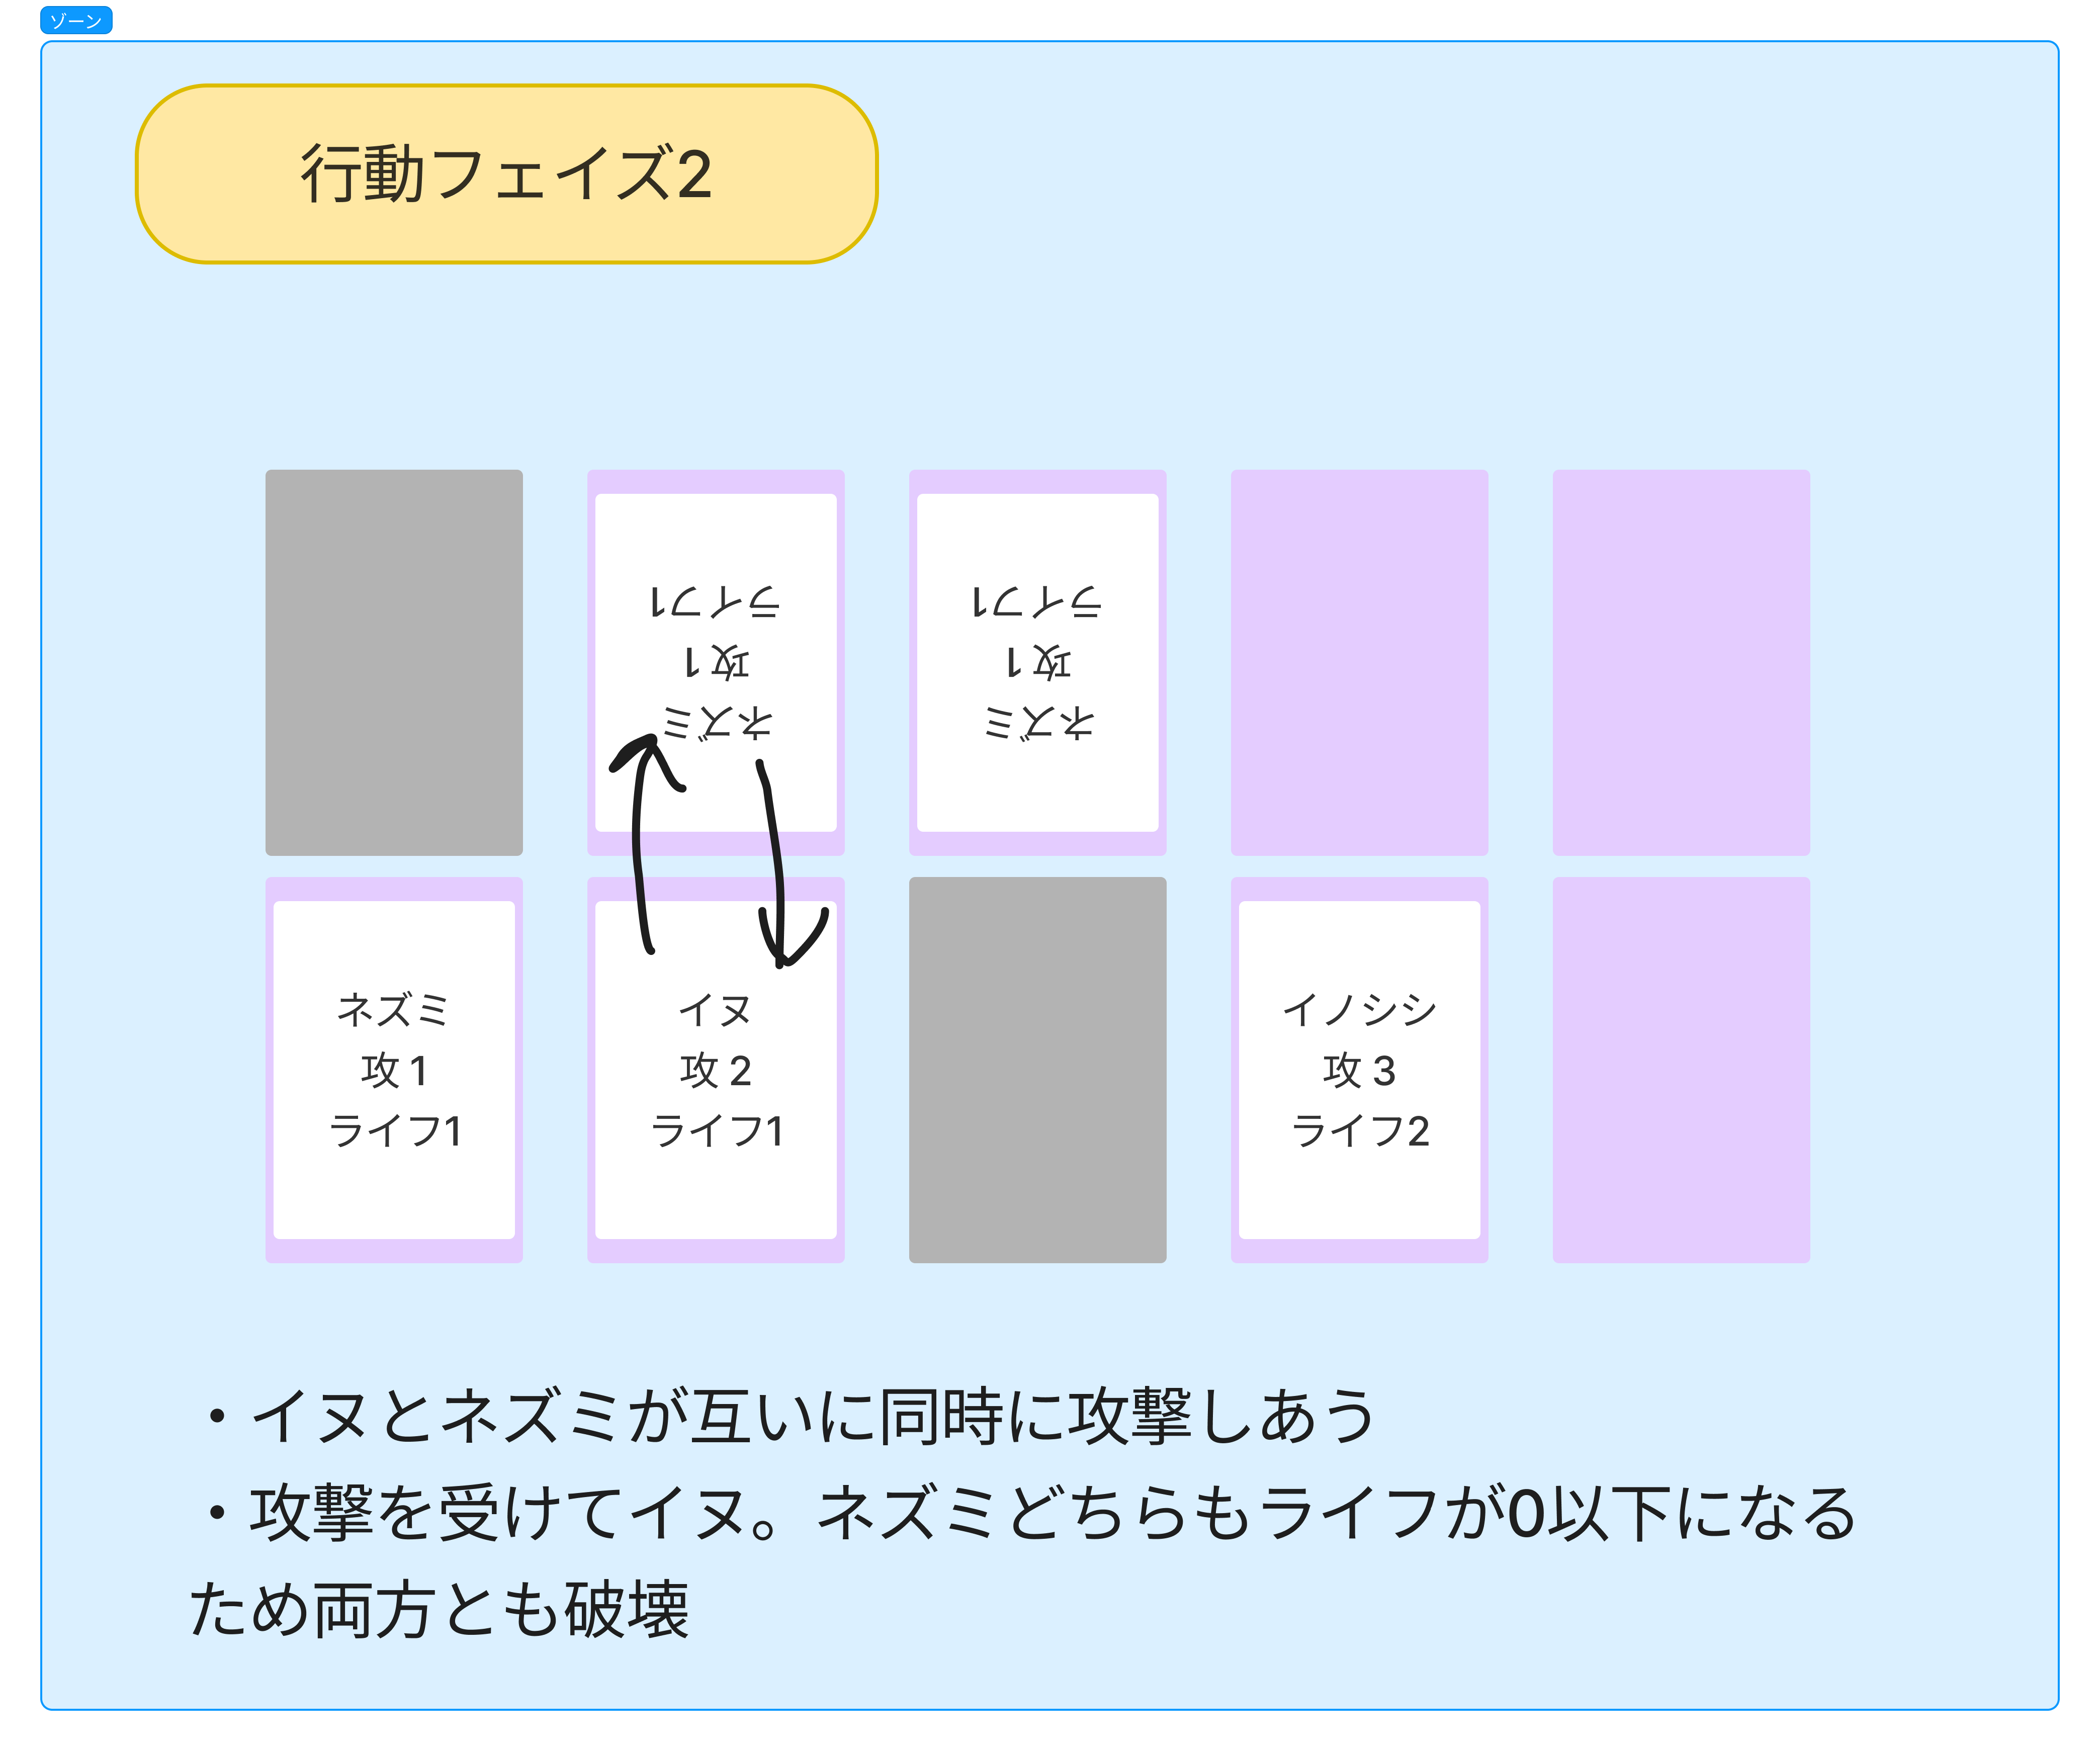 ゾーン
行動フェイズ2
ネズミ
攻 1
ライフ1
ネズミ
攻 1
ライフ1
ネズミ
攻 1
ライフ1
イヌ
攻 2
ライフ1
イノシシ
攻 3
ライフ2
・イヌとネズミが互いに同時に攻撃しあう
・攻撃を受けてイヌ。ネズミどちらもライフが0以下になる
ため両方とも破壊